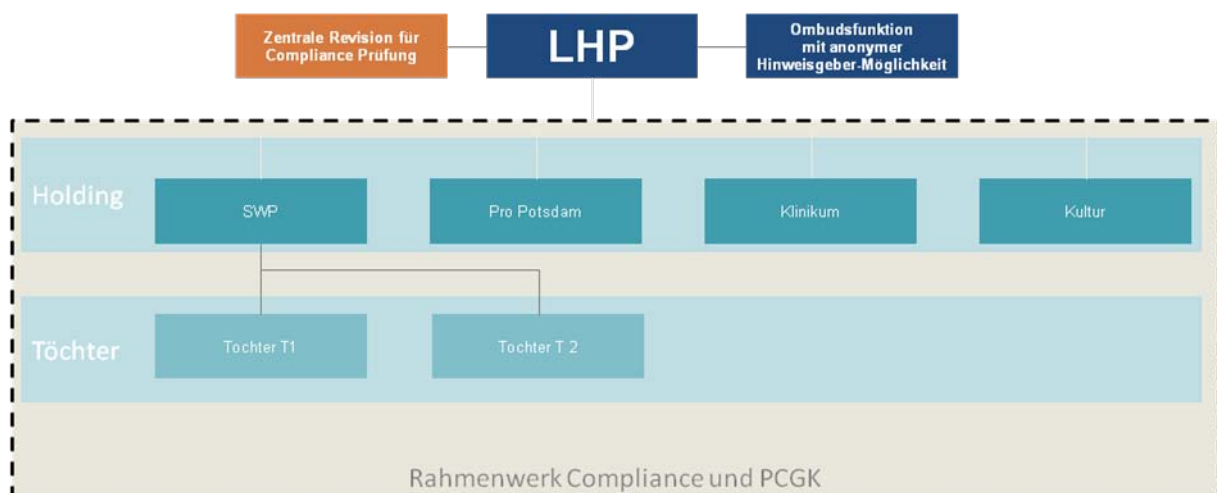 Zentrale Revision für
Compliance Prüfung
LHP
Ombudsfunktion
mit anonymer
Hinweisgeber-Möglichkeit
Holding
SWP
Pro Potsdam
Klinikum
Kultur
Töchter
Tochter T1
Tochter T 2
Rahmenwerk Compliance und PCGK